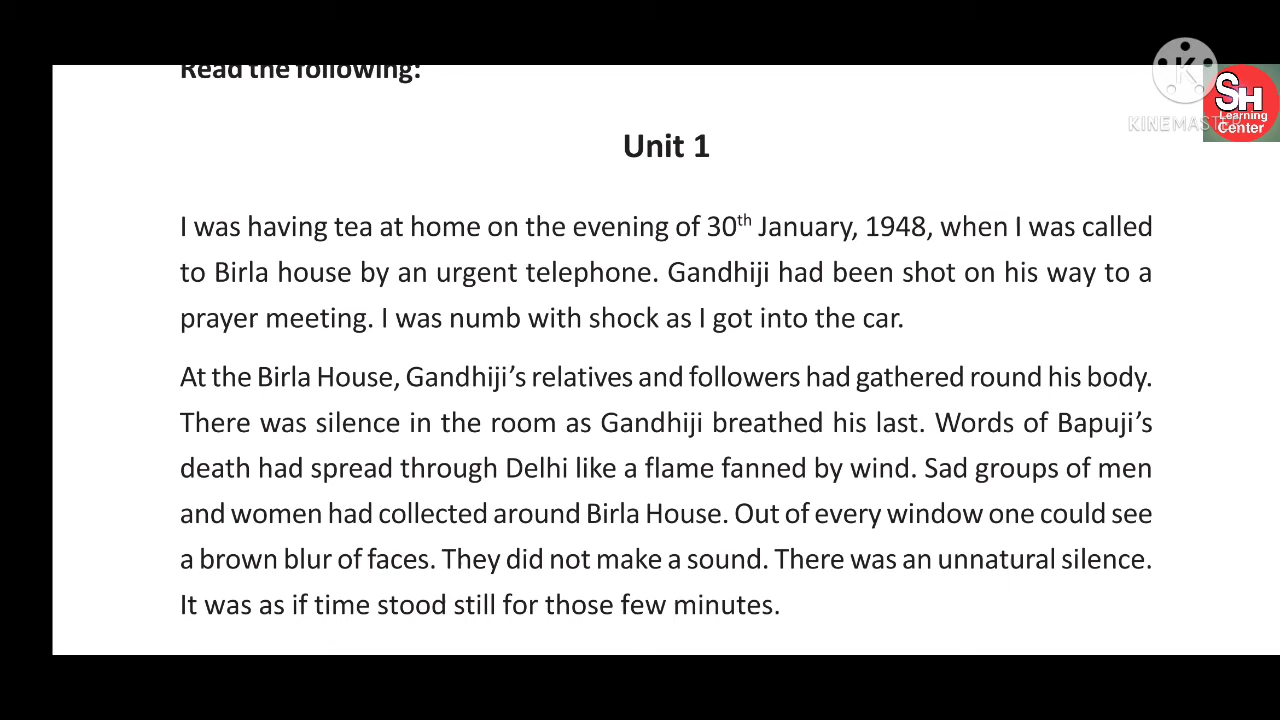 Read the following:
KINEMASTER
SH
Learning
Center
Unit 1
I was having tea at home on the evening of 30th January, 1948, when I was called
to Birla house by an urgent telephone. Gandhiji had been shot on his way to a
prayer meeting. I was numb with shock as I got into the car.
At the Birla House, Gandhiji’s relatives and followers had gathered round his body.
There was silence in the room as Gandhiji breathed his last. Words of Bapuji’s
death had spread through Delhi like a flame fanned by wind. Sad groups of men
and women had collected around Birla House. Out of every window one could see
a brown blur of faces. They did not make a sound. There was an unnatural silence.
It was as if time stood still for those few minutes.